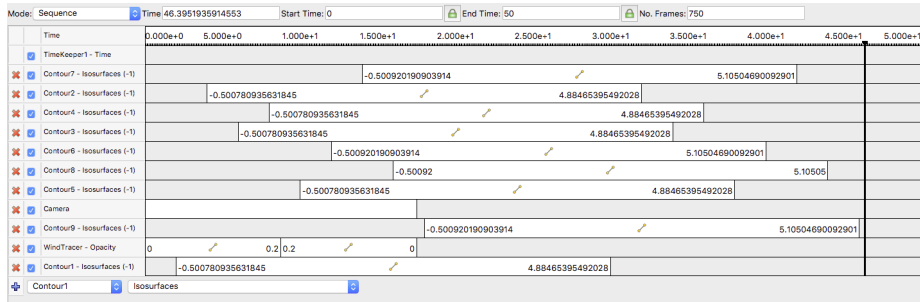 Mode: Sequence Time 46.3951935914553 Start Time: 0 End Time: 50 No. Frames: 750
Time 0.000e+0 5.000e+0 1.000e+1 1.500e+1 2.000e+1 2.500e+1 3.000e+1 3.500e+1 4.000e+1 4.500e+1 5.000e+1
TimeKeeper1 - Time
Contour7 - Isosurfaces (-1) -0.500920190903914 5.10504690092901
Contour2 - Isosurfaces (-1) -0.500780935631845 4.88465395492028
Contour4 - Isosurfaces (-1) -0.500780935631845 4.88465395492028
Contour3 - Isosurfaces (-1) -0.500780935631845 4.88465395492028
Contour6 - Isosurfaces (-1) -0.500920190903914 5.10504690092901
Contour8 - Isosurfaces (-1) -0.50092 5.10505
Contour5 - Isosurfaces (-1) -0.500780935631845 4.88465395492028
Camera
Contour9 - Isosurfaces (-1) -0.500920190903914 5.10504690092901
WindTracer - Opacity 0 0.2 0.2 0
Contour1 - Isosurfaces (-1) -0.500780935631845 4.88465395492028
Contour1 Isosurfaces